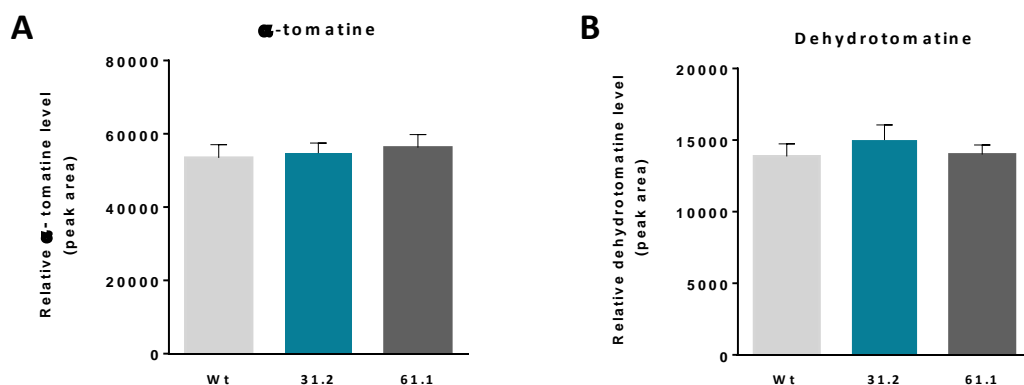 A
α-tomatine
Relative α-tomatine level
(peak area)
80000
60000
40000
20000
0
Wt 31.2 61.1
B
Dehydrotomatine
Relative dehydrotomatine level
(peak area)
20000
15000
10000
5000
0
Wt 31.2 61.1